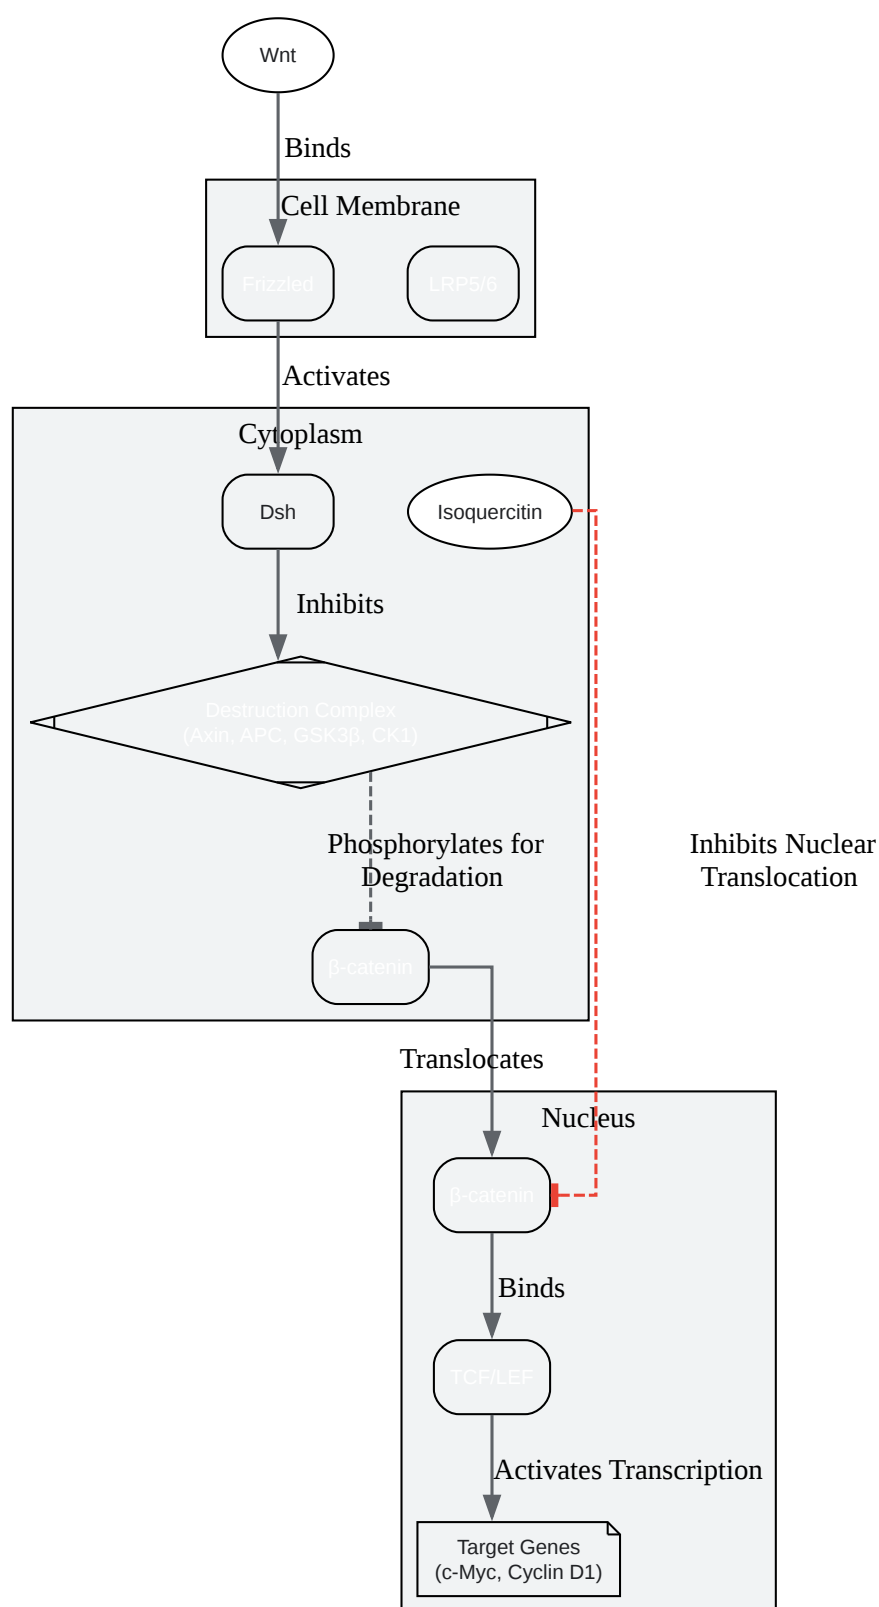 Wnt
Binds
Cell Membrane
Frizzled
LRP5/6
Activates
Cytoplasm
Dsh
Isoquercitin
Inhibits
Destruction Complex
(Axin, APC, GSK3β, CK1)
Phosphorylates for
Degradation
Inhibits Nuclear
Translocation
β-catenin
Translocates
Nucleus
β-catenin
Binds
TCF/LEF
Activates Transcription
Target Genes
(c-Myc, Cyclin D1)